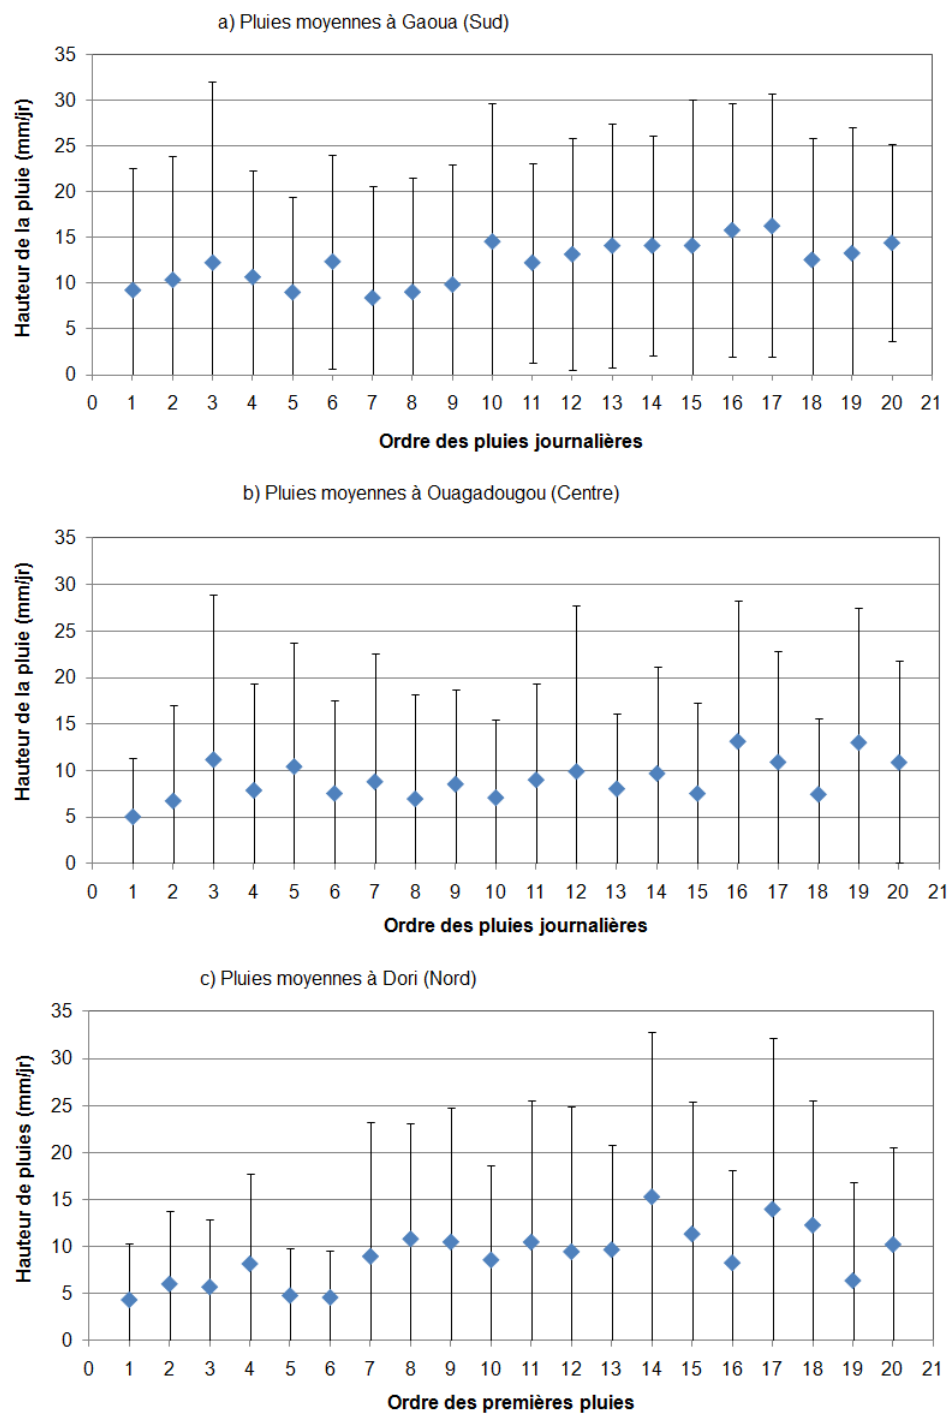 a) Pluies moyennes à Gaoua (Sud)
Hauteur de la pluie (mm/jr)
35
30
25
20
15
10
5
0
0 1 2 3 4 5 6 7 8 9 10 11 12 13 14 15 16 17 18 19 20 21
Ordre des pluies journalières
b) Pluies moyennes à Ouagadougou (Centre)
Hauteur de la pluie (mm/jr)
35
30
25
20
15
10
5
0
0 1 2 3 4 5 6 7 8 9 10 11 12 13 14 15 16 17 18 19 20 21
Ordre des pluies journalières
c) Pluies moyennes à Dori (Nord)
Hauteur de pluies (mm/jr)
35
30
25
20
15
10
5
0
0 1 2 3 4 5 6 7 8 9 10 11 12 13 14 15 16 17 18 19 20 21
Ordre des premières pluies